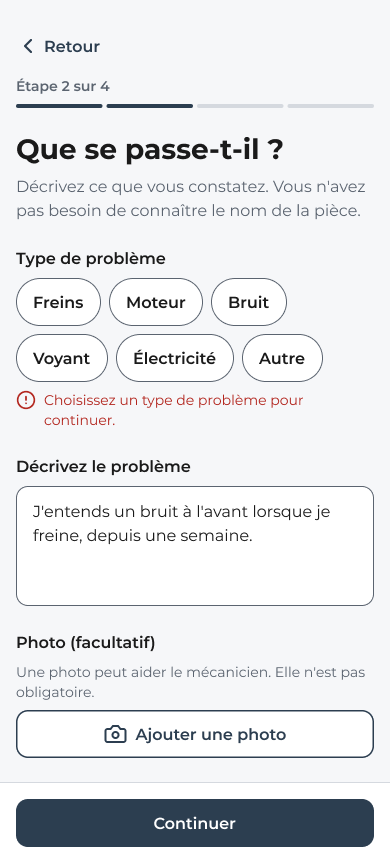 Retour
Étape 2 sur 4
Que se passe-t-il ?
Décrivez ce que vous constatez. Vous n'avez
pas besoin de connaître le nom de la pièce.
Type de problème
Freins
Moteur
Bruit
Voyant
Électricité
Autre
Choisissez un type de problème pour
continuer.
Décrivez le problème
J'entends un bruit à l'avant lorsque je
freine, depuis une semaine.
Photo (facultatif)
Une photo peut aider le mécanicien. Elle n'est pas
obligatoire.
Ajouter une photo
Continuer